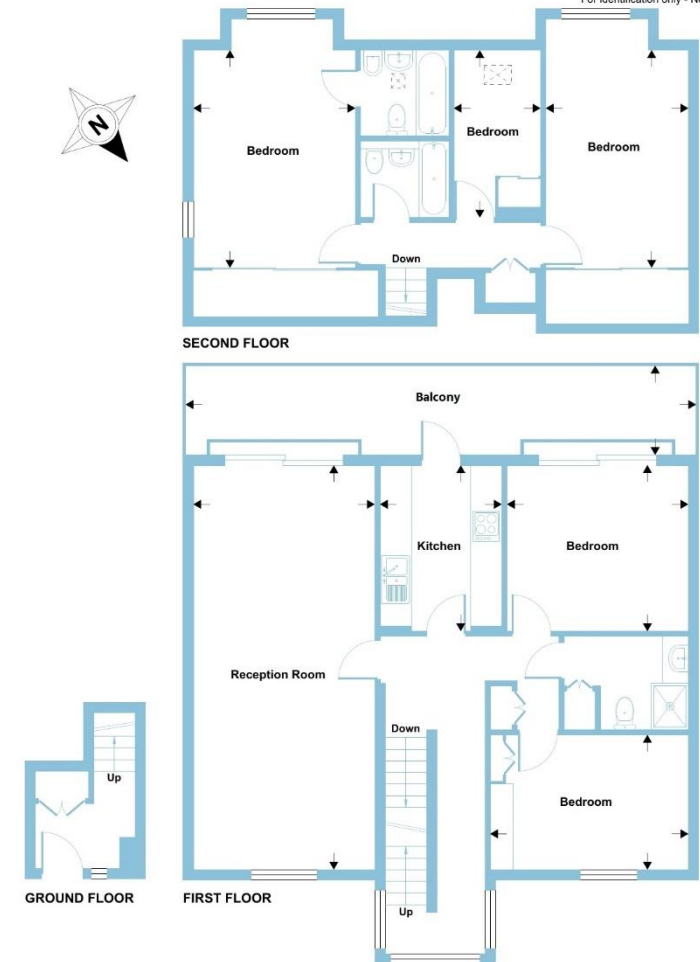 For identification only - No
N
Bedroom
Bedroom
Bedroom
Down
SECOND FLOOR
Balcony
Kitchen
Bedroom
Reception Room
Down
Up
Bedroom
GROUND FLOOR
FIRST FLOOR
Up